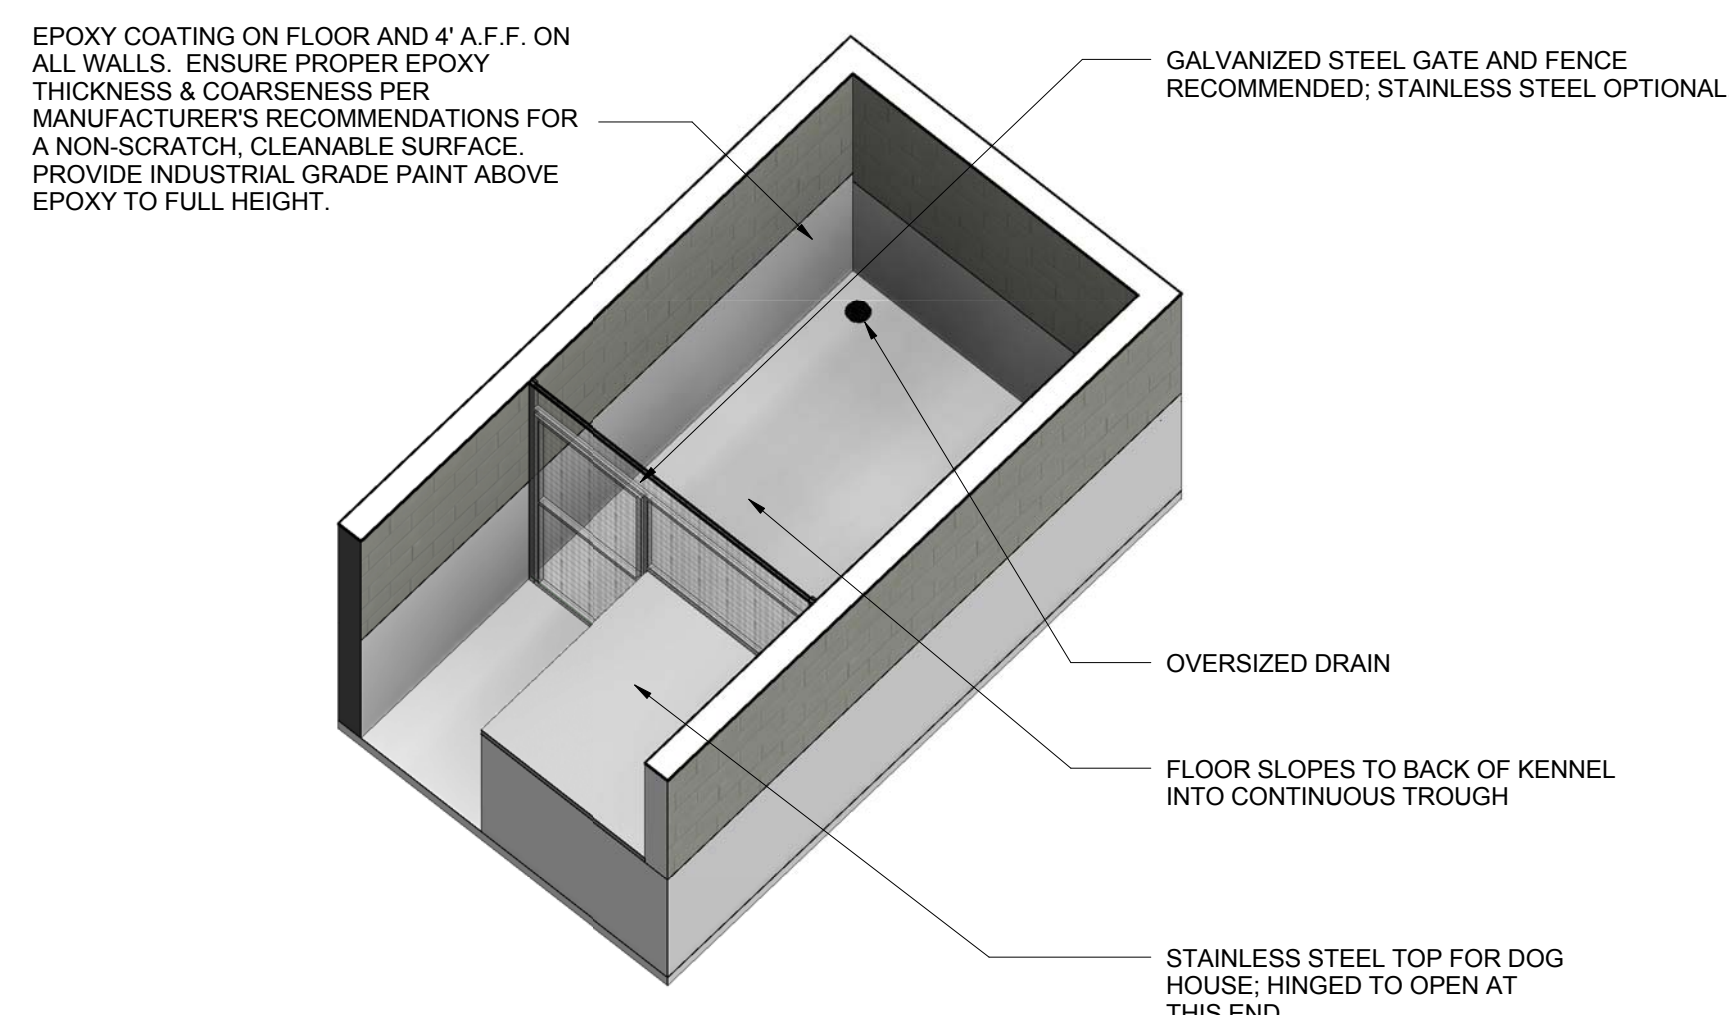 EPOXY COATING ON FLOOR AND 4' A.F.F. ON
ALL WALLS. ENSURE PROPER EPOXY
THICKNESS & COARSENESS PER
MANUFACTURER'S RECOMMENDATIONS FOR
A NON-SCRATCH, CLEANABLE SURFACE.
PROVIDE INDUSTRIAL GRADE PAINT ABOVE
EPOXY TO FULL HEIGHT.
GALVANIZED STEEL GATE AND FENCE
RECOMMENDED; STAINLESS STEEL OPTIONAL
OVERSIZED DRAIN
FLOOR SLOPES TO BACK OF KENNEL
INTO CONTINUOUS TROUGH
STAINLESS STEEL TOP FOR DOG
HOUSE; HINGED TO OPEN AT
THIS END